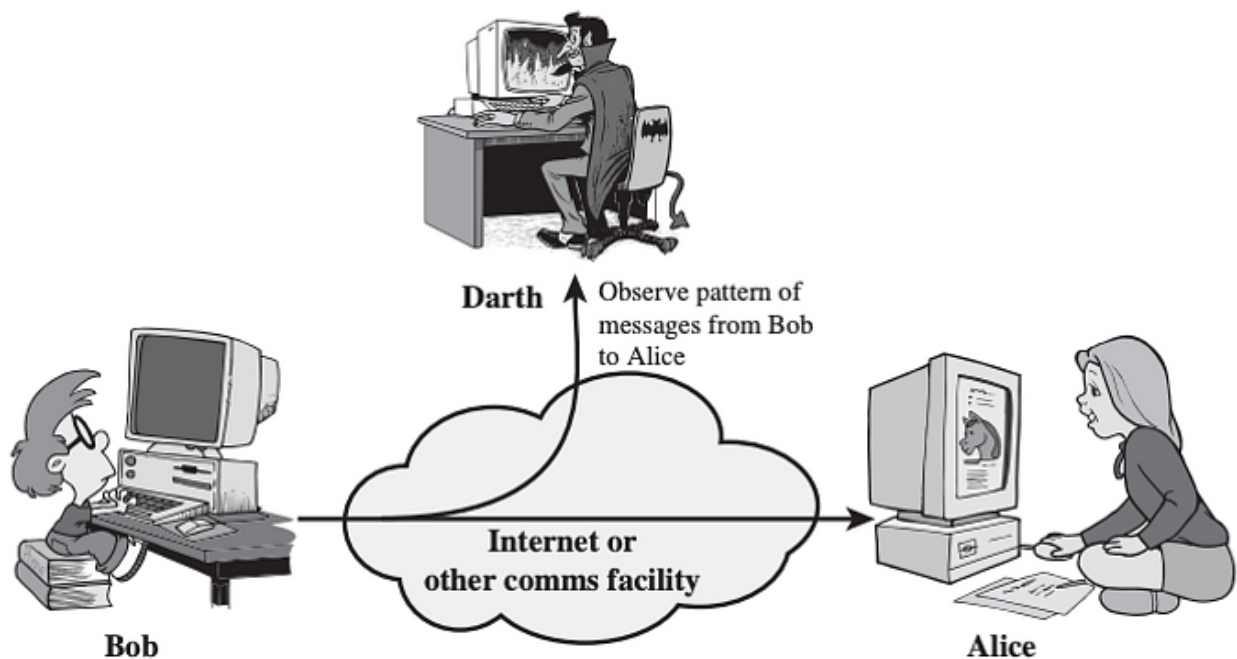 Darth
Observe pattern of
messages from Bob
to Alice
Internet or
other comms facility
Bob
Alice